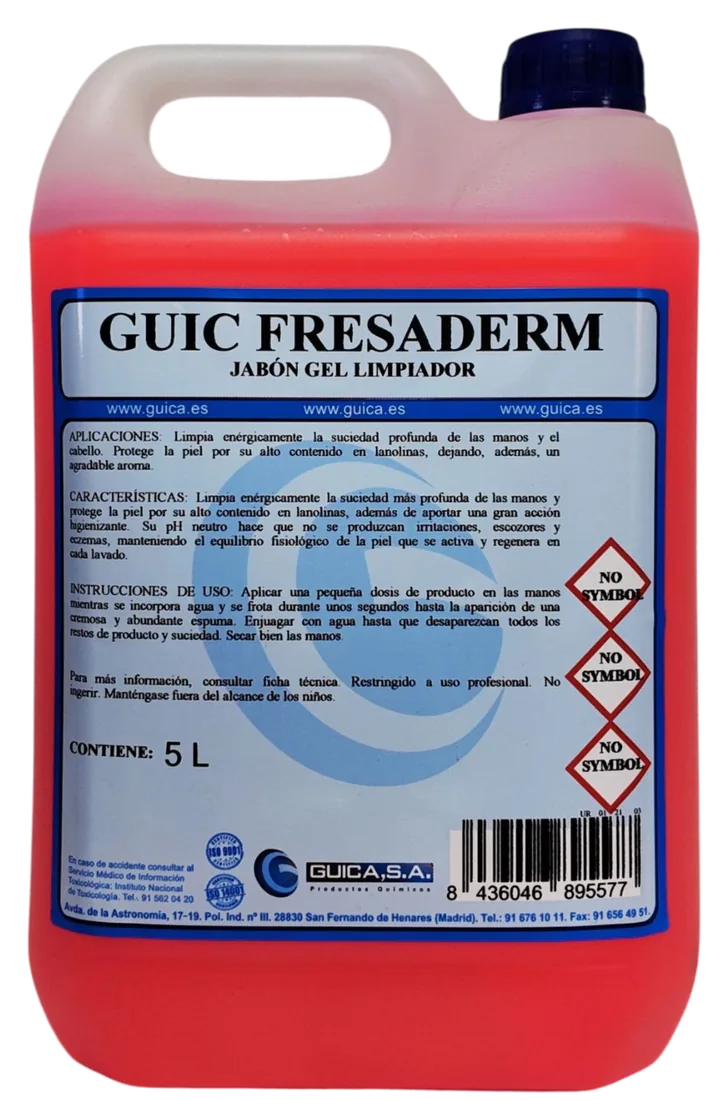 GUIC FRESADERM
JABÓN GEL LIMPIADOR
www.guica.es www.guica.es www.guica.es
APLICACIONES: Limpia enérgicamente la suciedad profunda de las manos y el
cabello. Protege la piel por su alto contenido en lanolinas, dejando, además, un
agradable aroma.
CARACTERÍSTICAS: Limpia enérgicamente la suciedad más profunda de las manos y
protege la piel por su alto contenido en lanolinas, además de aportar una gran acción
higienizante. Su pH neutro hace que no se produzcan irritaciones, escozores y
eczemas, manteniendo el equilibrio fisiológico de la piel que se activa y regenera en
cada lavado.
INSTRUCCIONES DE USO: Aplicar una pequeña dosis de producto en las manos
mientras se incorpora agua y se frota durante unos segundos hasta la aparición de una
cremosa y abundante espuma. Enjuagar con agua hasta que desaparezcan todos los
restos de producto y suciedad. Secar bien las manos.
Para más información, consultar ficha técnica. Restringido a uso profesional. No
ingerir. Manténgase fuera del alcance de los niños.
NO
SYMBOL
NO
SYMBOL
NO
SYMBOL
CONTIENE: 5 L
UR 01 21 03
En caso de accidente consultar al
Servicio Médico de Información
Toxicológica: Instituto Nacional
de Toxicología. Tel.: 91 562 04 20
ISO 9001
ISO 14001
GUICA, S.A.
Productos Químicos
8 436046 895577
Avda. de la Astronomía, 17-19. Pol. Ind. nº III. 28830 San Fernando de Henares (Madrid). Tel.: 91 676 10 11. Fax: 91 656 49 51.